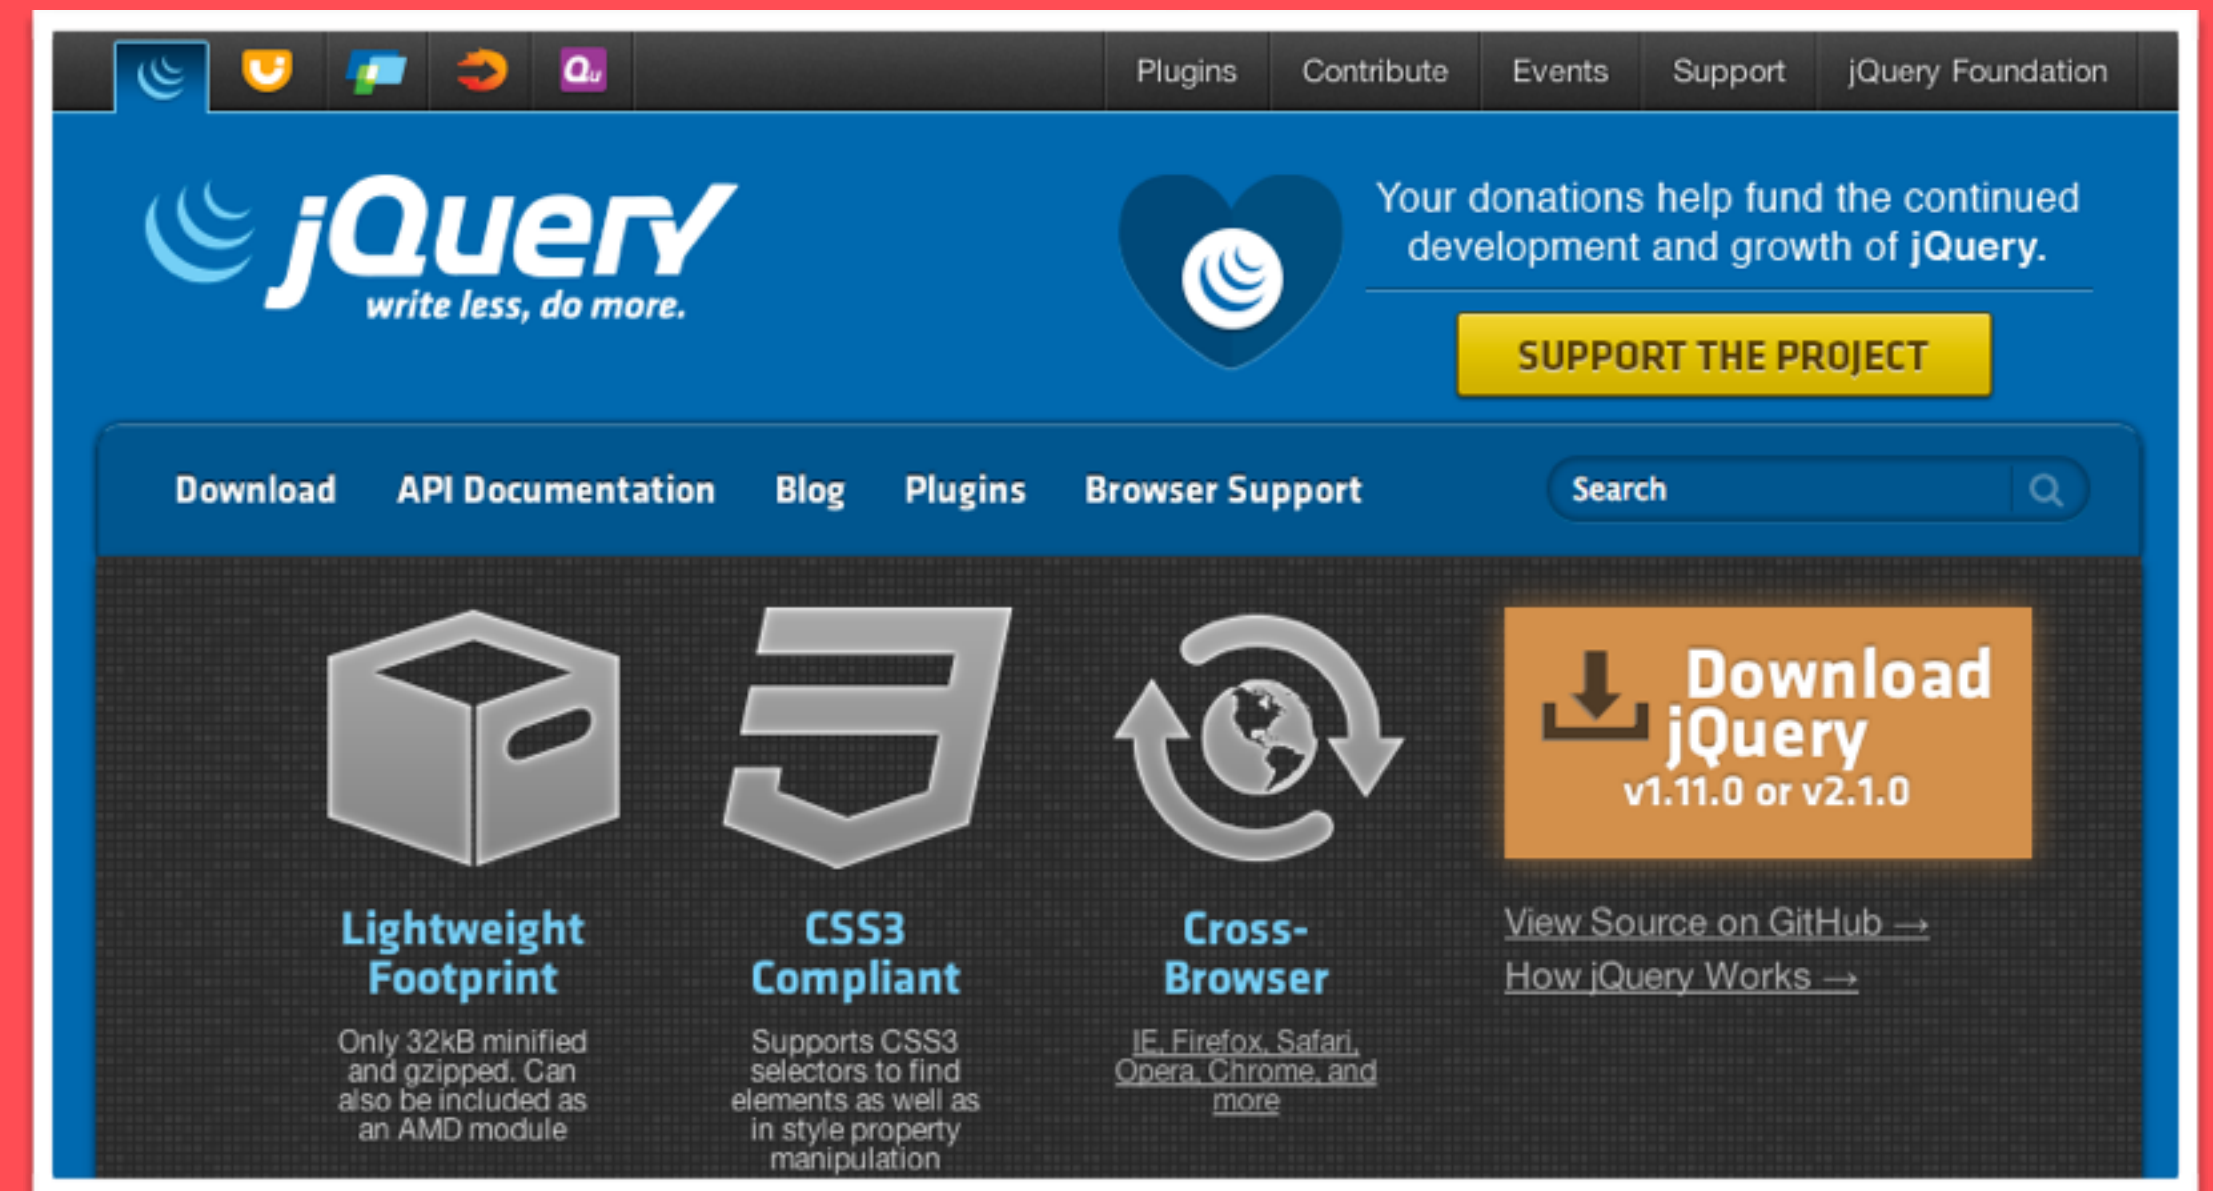 Qu
Plugins Contribute Events Support jQuery Foundation
jQuery
write less, do more.
Your donations help fund the continued
development and growth of jQuery.
SUPPORT THE PROJECT
Download API Documentation Blog Plugins Browser Support Search
Lightweight
Footprint
Only 32kB minified
and gzipped. Can
also be included as
an AMD module
CSS3
Compliant
Supports CSS3
selectors to find
elements as well as
in style property
manipulation
Cross-
Browser
IE, Firefox, Safari,
Opera, Chrome, and
more
Download
jQuery
v1.11.0 or v2.1.0
View Source on GitHub →
How jQuery Works →